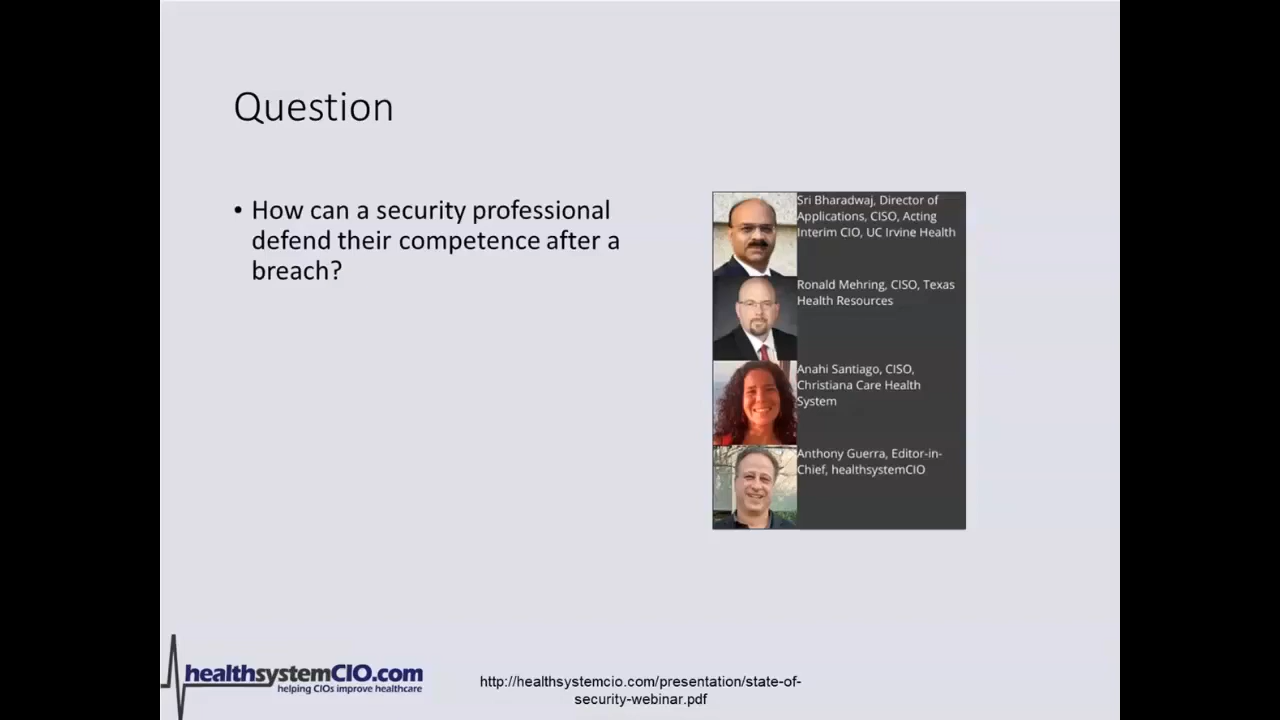 Question
• How can a security professional
defend their competence after a
breach?
Sri Bharadwaj, Director of
Applications, CISO, Acting
Interim CIO, UC Irvine Health
Ronald Mehring, CISO, Texas
Health Resources
Anahi Santiago, CISO,
Christiana Care Health
System
Anthony Guerra, Editor-in-
Chief, healthsystemCIO
healthsystemCIO.com
helping CIOs improve healthcare
http://healthsystemcio.com/presentation/state-of-
security-webinar.pdf